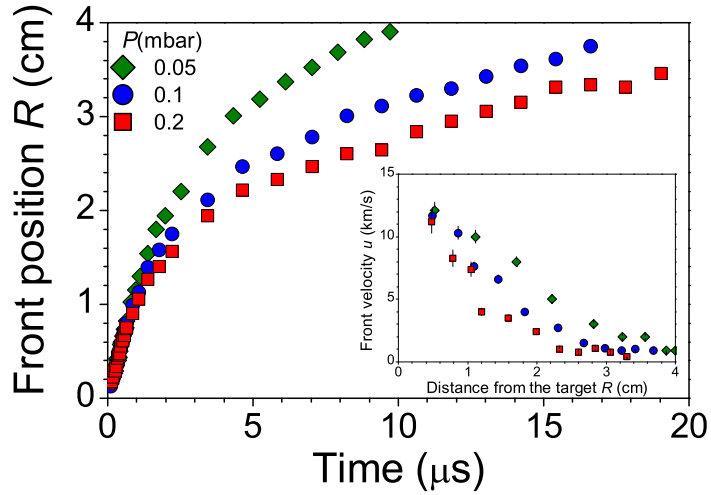 4
3
2
1
0
Front position R (cm)
P(mbar)
0.05
0.1
0.2
15
10
5
0
Front velocity u (km/s)
0 1 2 3 4
Distance from the target R (cm)
0 5 10 15 20
Time (μs)